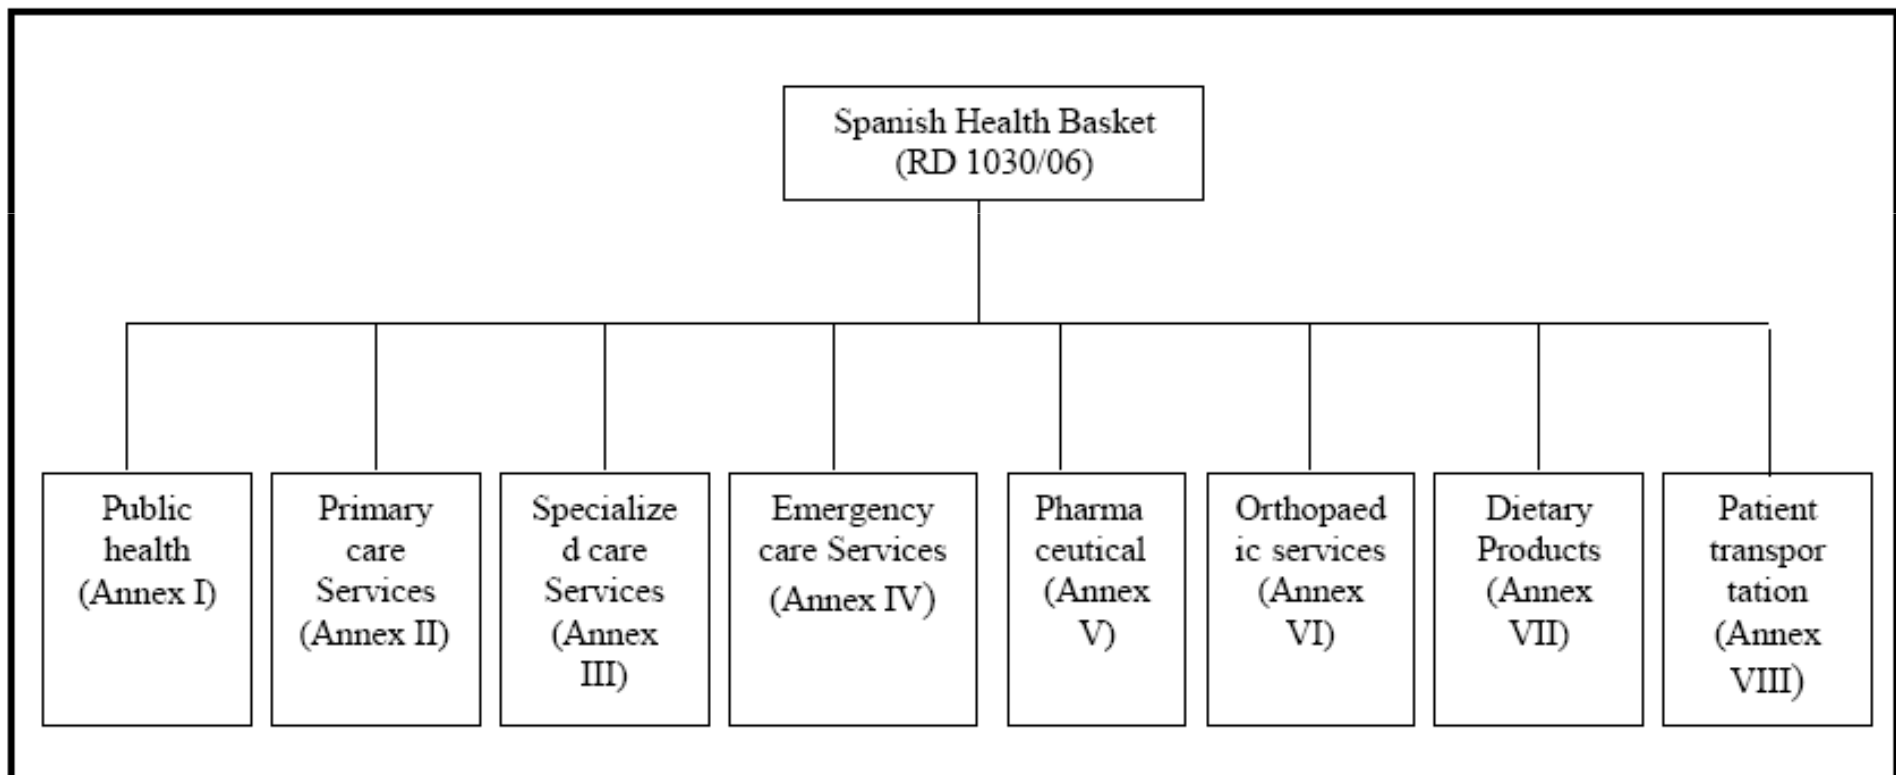 Spanish Health Basket
(RD 1030/06)
Public
health
(Annex I)
Primary
care
Services
(Annex II)
Specialize
d care
Services
(Annex
III)
Emergency
care Services
(Annex IV)
Pharma
ceutical
(Annex
V)
Orthopaed
ic services
(Annex
VI)
Dietary
Products
(Annex
VII)
Patient
transpor
tation
(Annex
VIII)